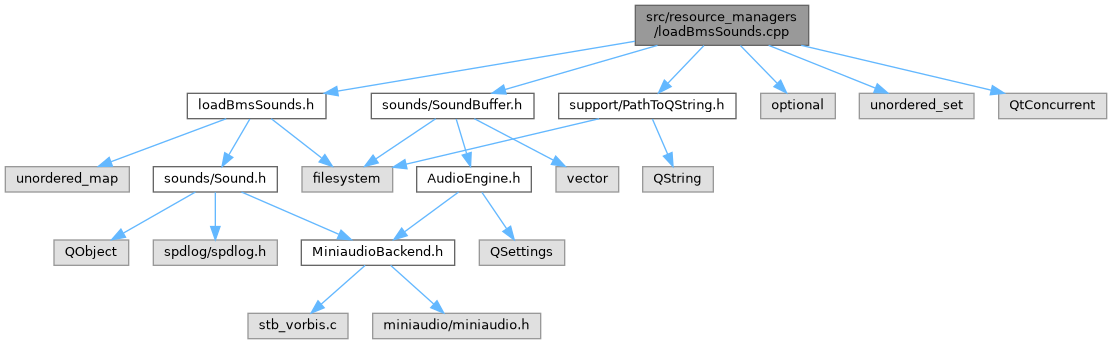 src/resource_managers
/loadBmsSounds.cpp
loadBmsSounds.h
sounds/SoundBuffer.h
support/PathToQString.h
optional
unordered_set
QtConcurrent
unordered_map
sounds/Sound.h
filesystem
AudioEngine.h
vector
QString
QObject
spdlog/spdlog.h
MiniaudioBackend.h
QSettings
stb_vorbis.c
miniaudio/miniaudio.h